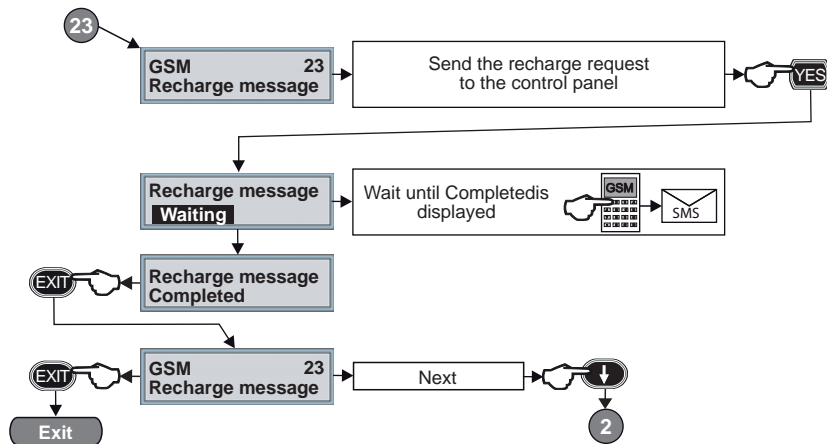 23
GSM 23
Recharge message
Send the recharge request
to the control panel
YES
Recharge message
Waiting
Wait until Completedis
displayed
GSM
SMS
EXIT
Recharge message
Completed
EXIT
GSM 23
Recharge message
Next
Exit
2